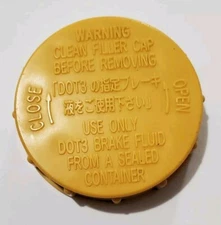 WARNING
CLEAN FILLER CAP
BEFORE REMOVING
「DOT3の指定ブレーキ
液をご使用下さい」
CLOSE
OPEN
USE ONLY
DOT3 BRAKE FLUID
FROM A SEALED
CONTAINER